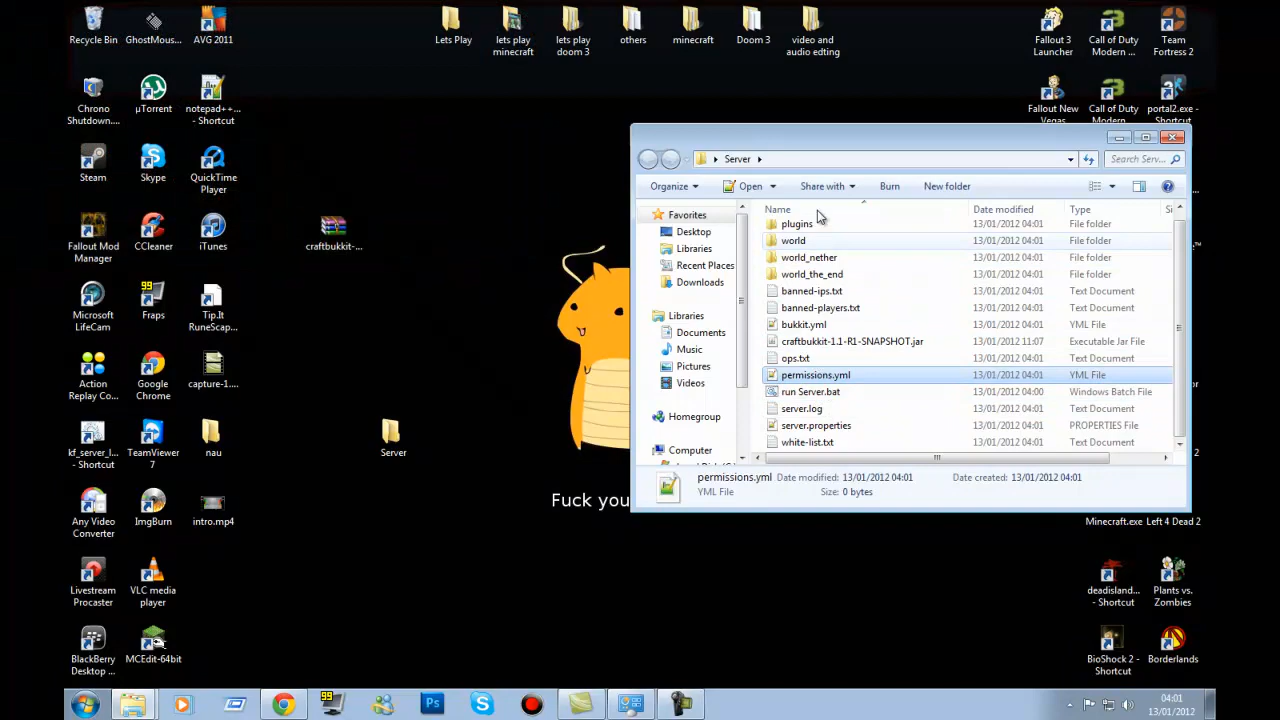 Recycle Bin
GhostMous...
AVG 2011
Lets Play
lets play
minecraft
lets play
doom 3
others
minecraft
Doom 3
video and
audio edting
Fallout 3
Launcher
Call of Duty
Modern ...
Team
Fortress 2
Chrono
Shutdown....
µTorrent
notepad++...
- Shortcut
Fallout New
Vegas
Call of Duty
Modern
portal2.exe -
Shortcut
Steam
Skype
QuickTime
Player
Fallout Mod
Manager
CCleaner
iTunes
craftbukkit-...
Microsoft
LifeCam
99
Fraps
Tip.It
RuneScap...
Action
Replay Co...
Google
Chrome
capture-1....
kf_server_l...
- Shortcut
TeamViewer
7
nau
Server
Any Video
Converter
ImgBurn
intro.mp4
Livestream
Procaster
VLC media
player
BlackBerry
Desktop ...
MCEdit-64bit
Fuck you
Server
Search Serv...
Organize
Open
Share with
Burn
New folder
Favorites
Desktop
Libraries
Recent Places
Downloads
Libraries
Documents
Music
Pictures
Videos
Homegroup
Computer
Name Date modified Type Si
plugins 13/01/2012 04:01 File folder
world 13/01/2012 04:01 File folder
world_nether 13/01/2012 04:01 File folder
world_the_end 13/01/2012 04:01 File folder
banned-ips.txt 13/01/2012 04:01 Text Document
banned-players.txt 13/01/2012 04:01 Text Document
bukkit.yml 13/01/2012 04:01 YML File
craftbukkit-1.1-R1-SNAPSHOT.jar 13/01/2012 11:07 Executable Jar File
ops.txt 13/01/2012 04:01 Text Document
permissions.yml 13/01/2012 04:01 YML File
run Server.bat 13/01/2012 04:00 Windows Batch File
server.log 13/01/2012 04:01 Text Document
server.properties 13/01/2012 04:01 PROPERTIES File
white-list.txt 13/01/2012 04:01 Text Document
permissions.yml Date modified: 13/01/2012 04:01 Date created: 13/01/2012 04:01
YML File Size: 0 bytes
Minecraft.exe
Left 4 Dead 2
deadisland...
- Shortcut
Plants vs.
Zombies
BioShock 2 -
Shortcut
Borderlands
99
Ps
04:01
13/01/2012